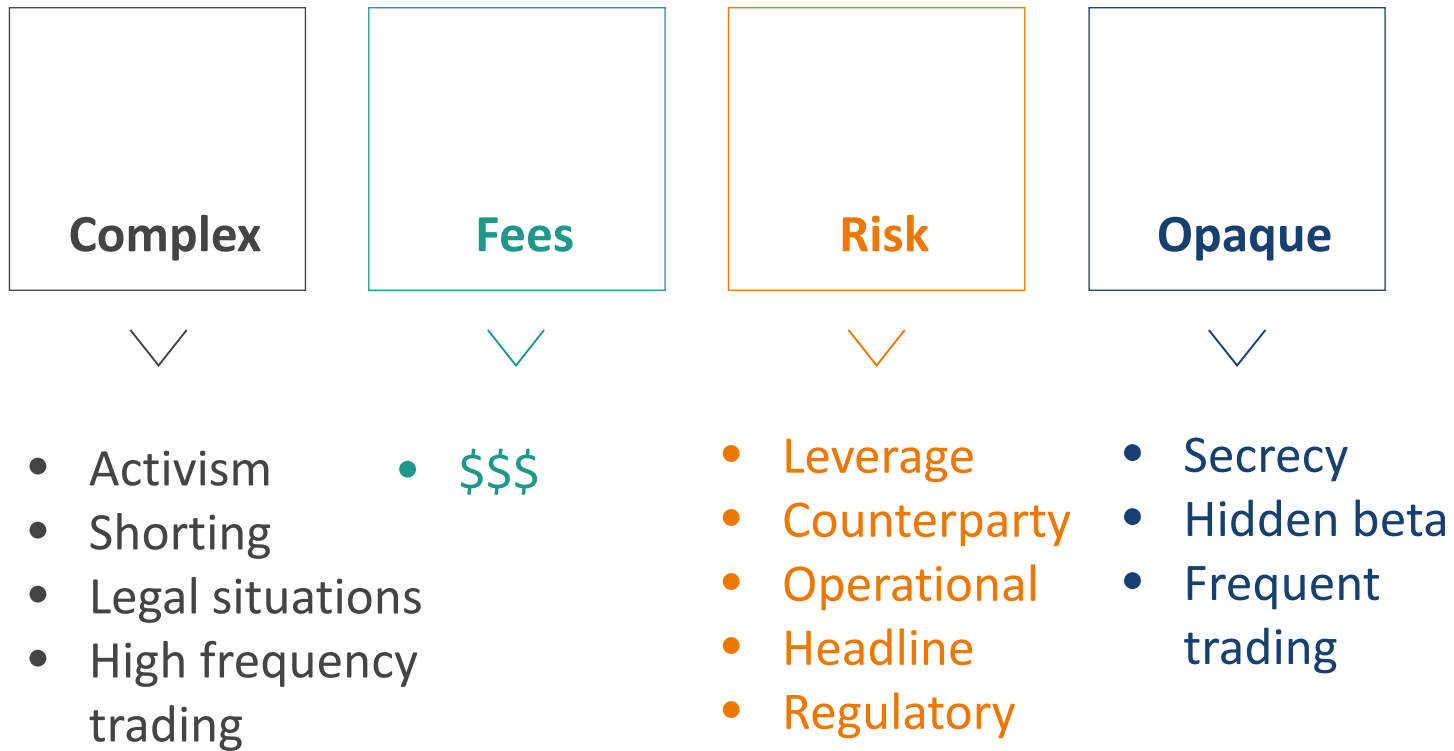 Complex
Fees
Risk
Opaque
• Activism
• Shorting
• Legal situations
• High frequency
trading
• $$$
• Leverage
• Counterparty
• Operational
• Headline
• Regulatory
• Secrecy
• Hidden beta
• Frequent
trading